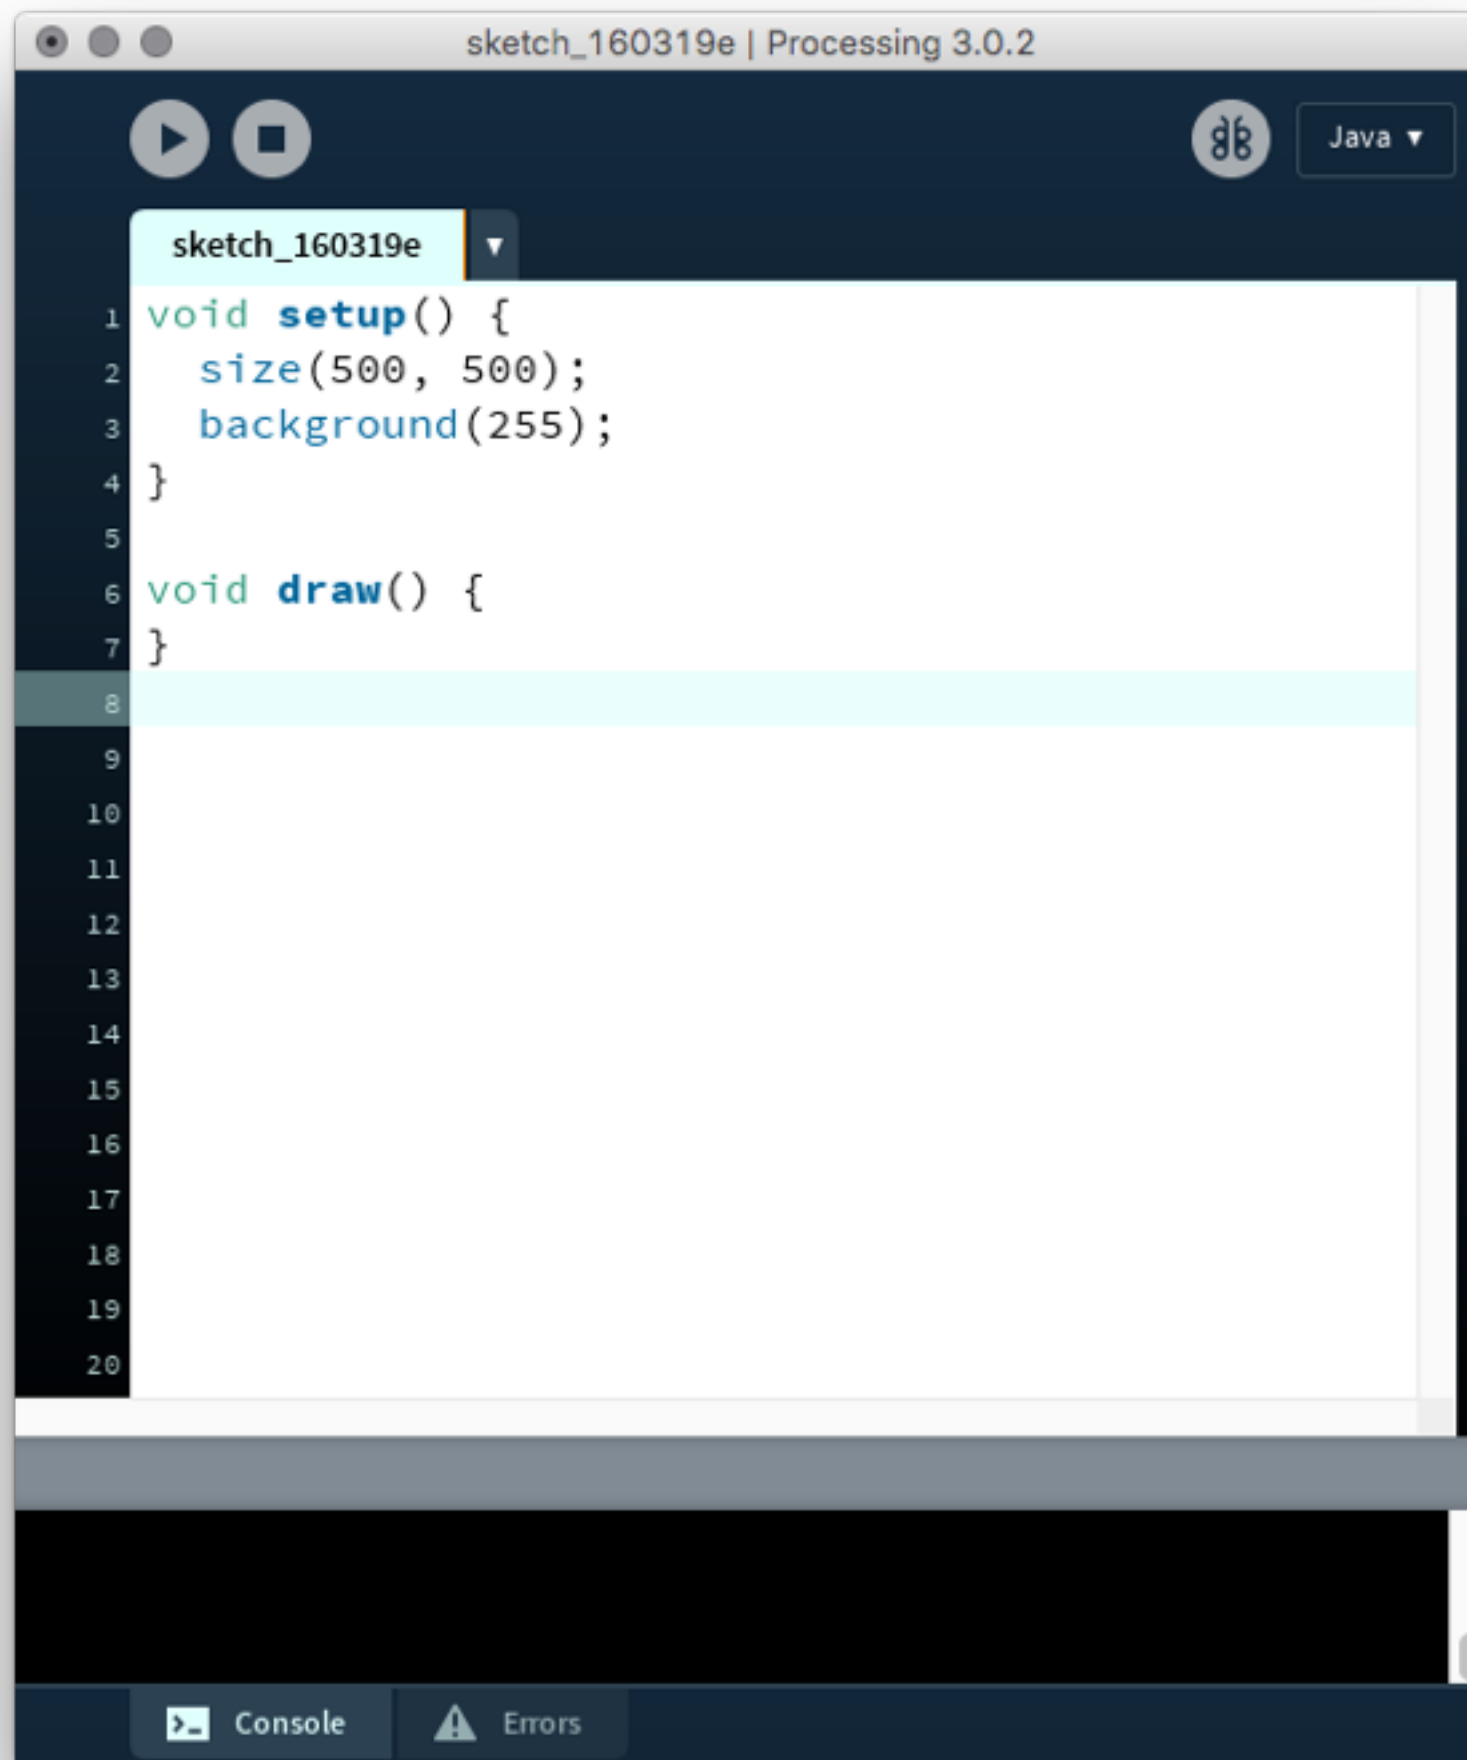 sketch_160319e | Processing 3.0.2
Java ▼
sketch_160319e ▼
1 void setup() {
2   size(500, 500);
3   background(255);
4 }
5
6 void draw() {
7 }
8
9
10
11
12
13
14
15
16
17
18
19
20
>_ Console
Errors